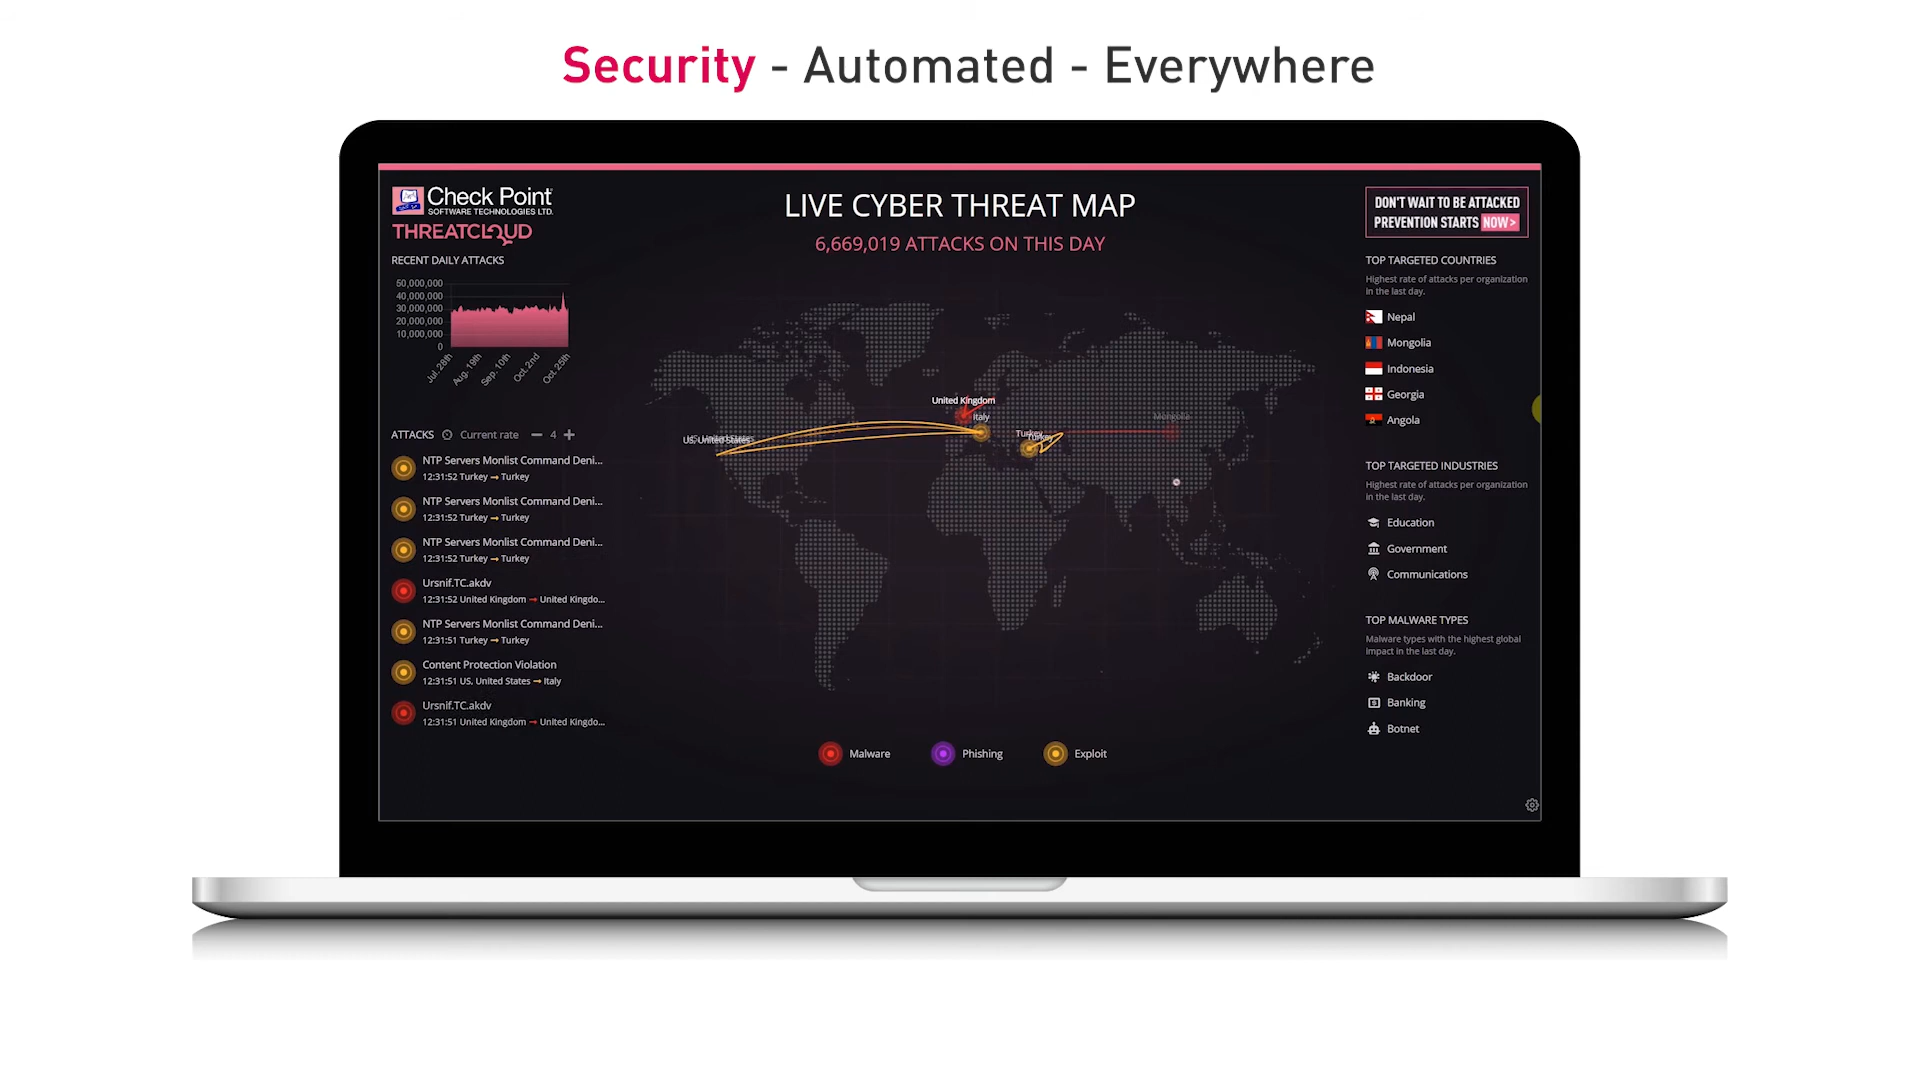 Security - Automated - Everywhere
Check Point
SOFTWARE TECHNOLOGIES LTD.
THREATCLOUD
RECENT DAILY ATTACKS
50,000,000
40,000,000
30,000,000
20,000,000
10,000,000
0
Jul. 28th
Aug. 19th
Sep. 10th
Oct. 2nd
Oct. 25th
ATTACKS Current rate — 4 +
NTP Servers Monlist Command Deni...
12:31:52 Turkey → Turkey
NTP Servers Monlist Command Deni...
12:31:52 Turkey → Turkey
NTP Servers Monlist Command Deni...
12:31:52 Turkey → Turkey
Ursnif.TC.akdv
12:31:52 United Kingdom → United Kingdo...
NTP Servers Monlist Command Deni...
12:31:51 Turkey → Turkey
Content Protection Violation
12:31:51 US, United States → Italy
Ursnif.TC.akdv
12:31:51 United Kingdom → United Kingdo...
LIVE CYBER THREAT MAP
6,669,019 ATTACKS ON THIS DAY
United Kingdom
Italy
Mongolia
Turkey
Turkey
US, United States
Malware
Phishing
Exploit
DON'T WAIT TO BE ATTACKED
PREVENTION STARTS NOW >
TOP TARGETED COUNTRIES
Highest rate of attacks per organization
in the last day.
Nepal
Mongolia
Indonesia
Georgia
Angola
TOP TARGETED INDUSTRIES
Highest rate of attacks per organization
in the last day.
Education
Government
Communications
TOP MALWARE TYPES
Malware types with the highest global
impact in the last day.
Backdoor
Banking
Botnet